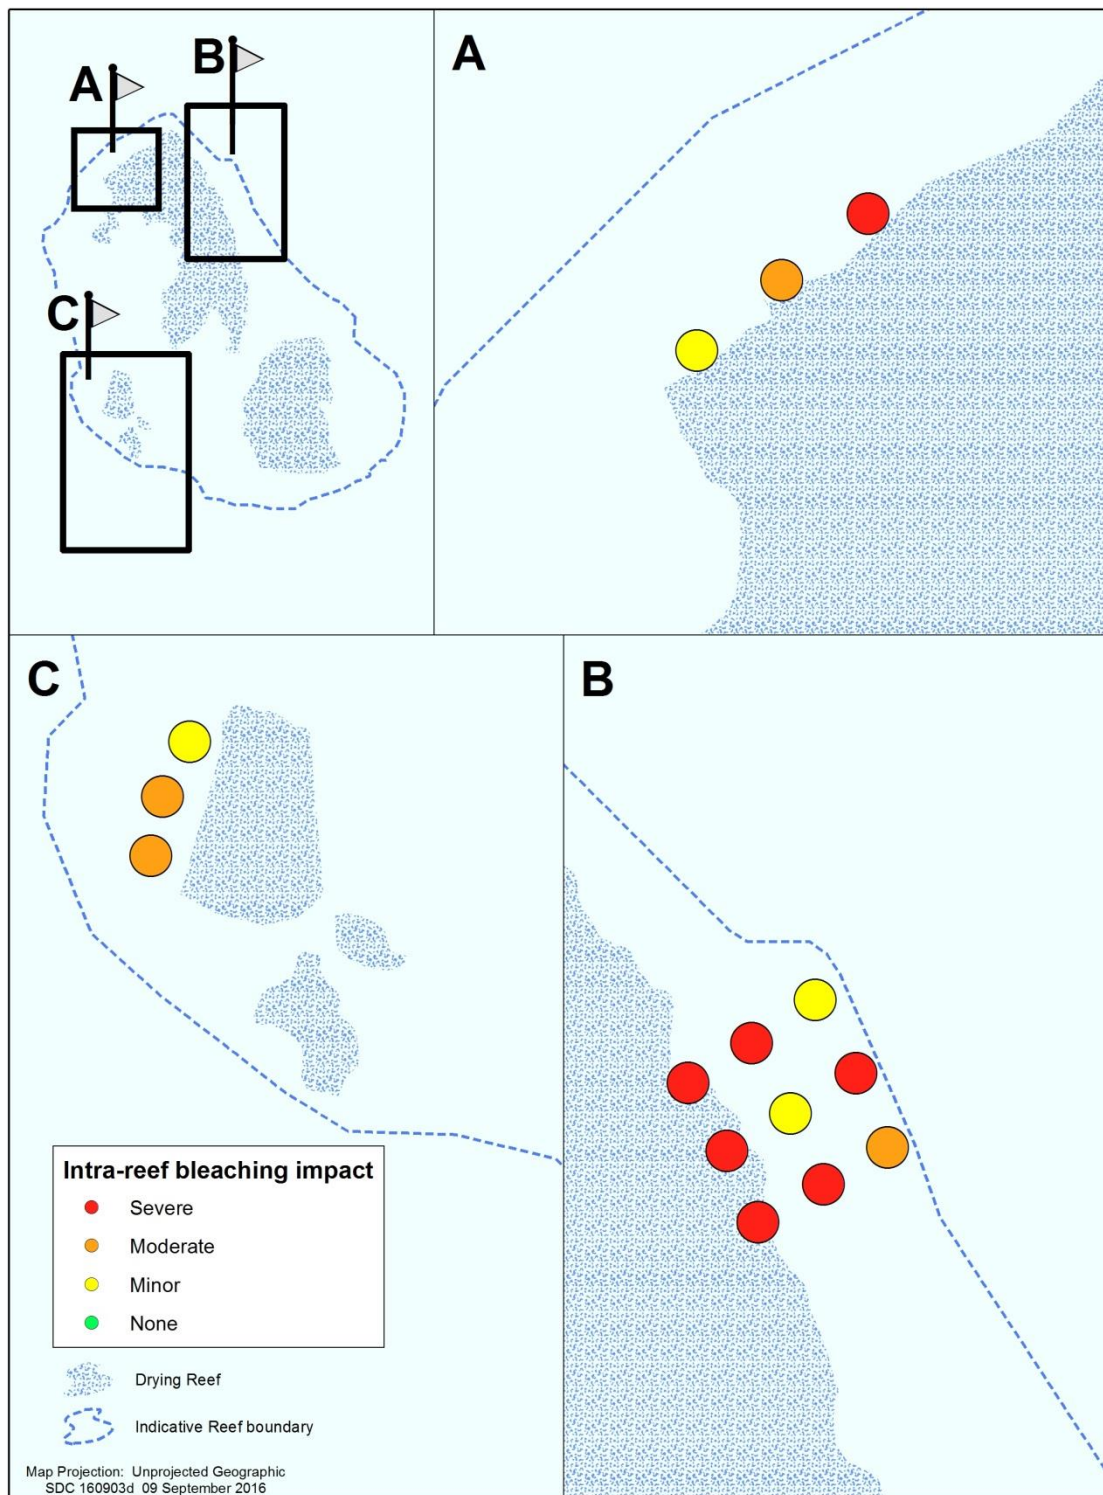 A
B
C
A
C
B
Intra-reef bleaching impact
Severe
Moderate
Minor
None
Drying Reef
Indicative Reef boundary
Map Projection: Unprojected Geographic
SDC 160903d 09 September 2016